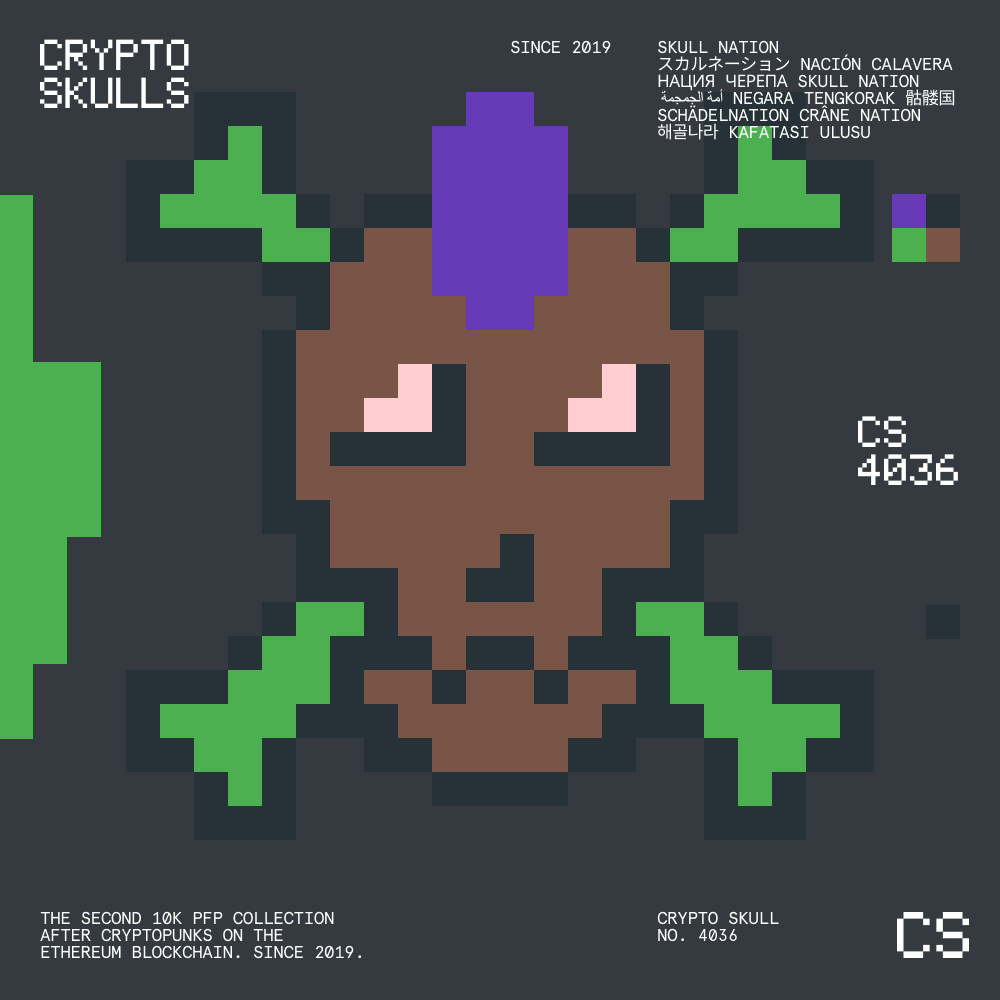 CRYPTO
SKULLS
SINCE 2019
SKULL NATION
スカルネーション NACIÓN CALAVERA
НАЦИЯ ЧЕРЕПА SKULL NATION
أمة الجمجمة NEGARA TENGKORAK 骷髅国
SCHÄDELNATION CRÂNE NATION
해골나라 KAFATASI ULUSU
CS
4036
THE SECOND 10K PFP COLLECTION
AFTER CRYPTOPUNKS ON THE
ETHEREUM BLOCKCHAIN. SINCE 2019.
CRYPTO SKULL
NO. 4036
CS